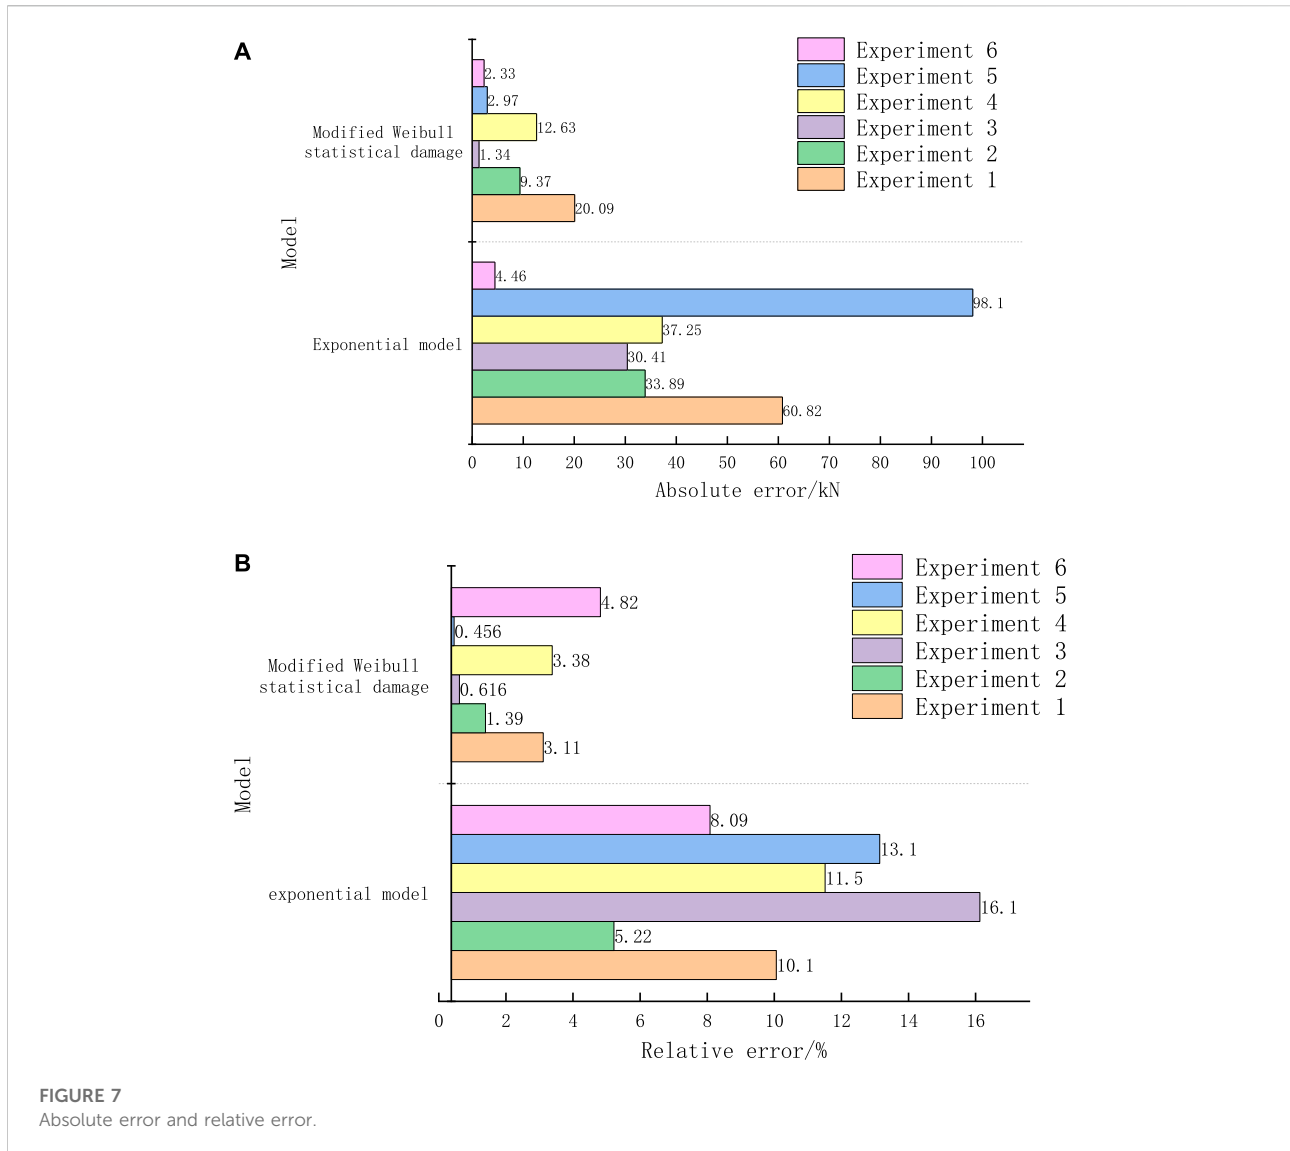 A
Experiment 6
Experiment 5
Experiment 4
Experiment 3
Experiment 2
Experiment 1
2.33
2.97
12.63
1.34
9.37
20.09
Modified Weibull
statistical damage
Model
4.46
98.1
37.25
30.41
33.89
60.82
Exponential model
0 10 20 30 40 50 60 70 80 90 100
Absolute error/kN
B
Experiment 6
Experiment 5
Experiment 4
Experiment 3
Experiment 2
Experiment 1
4.82
0.456
3.38
0.616
1.39
3.11
Modified Weibull
statistical damage
Model
8.09
13.1
11.5
16.1
5.22
10.1
exponential model
0 2 4 6 8 10 12 14 16
Relative error/%
FIGURE 7
Absolute error and relative error.